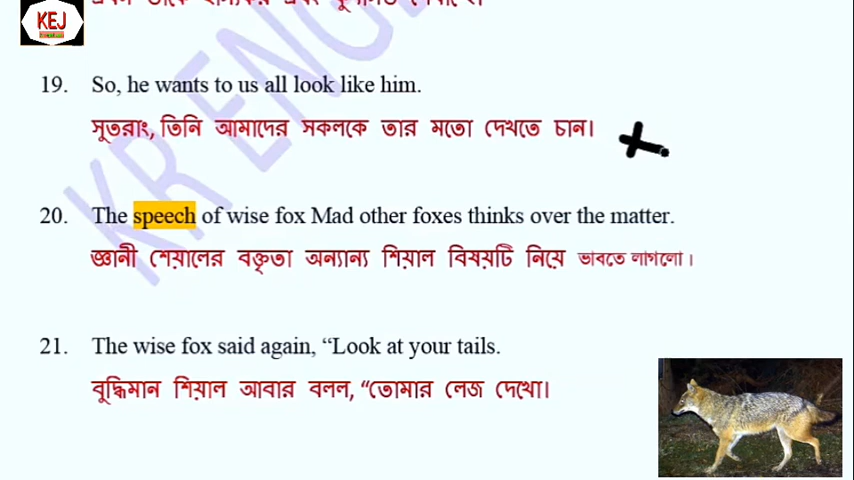 KEJ
19. So, he wants to us all look like him.
সুতরাং, তিনি আমাদের সকলকে তার মতো দেখতে চান।
20. The speech of wise fox Mad other foxes thinks over the matter.
জ্ঞানী শেয়ালের বক্তৃতা অন্যান্য শিয়াল বিষয়টি নিয়ে ভাবতে লাগলো।
21. The wise fox said again, “Look at your tails.
বুদ্ধিমান শিয়াল আবার বলল, “তোমার লেজ দেখো।